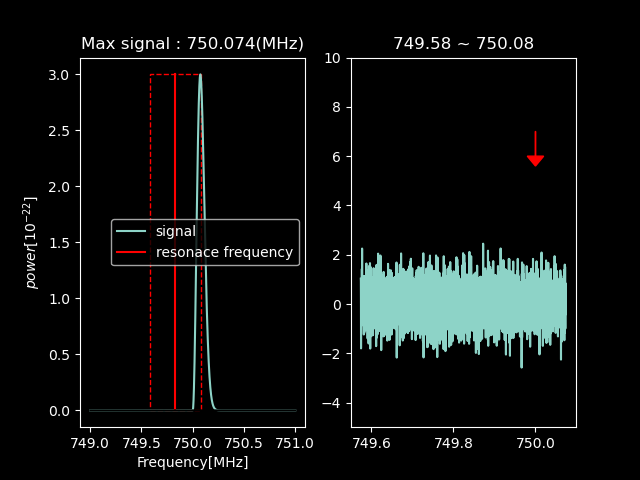 Max signal : 750.074(MHz)
3.0
2.5
2.0
1.5
1.0
0.5
0.0
power[10⁻²²]
signal
resonace frequency
749.0 749.5 750.0 750.5 751.0
Frequency[MHz]
749.58 ~ 750.08
10
8
6
4
2
0
−2
−4
749.6 749.8 750.0